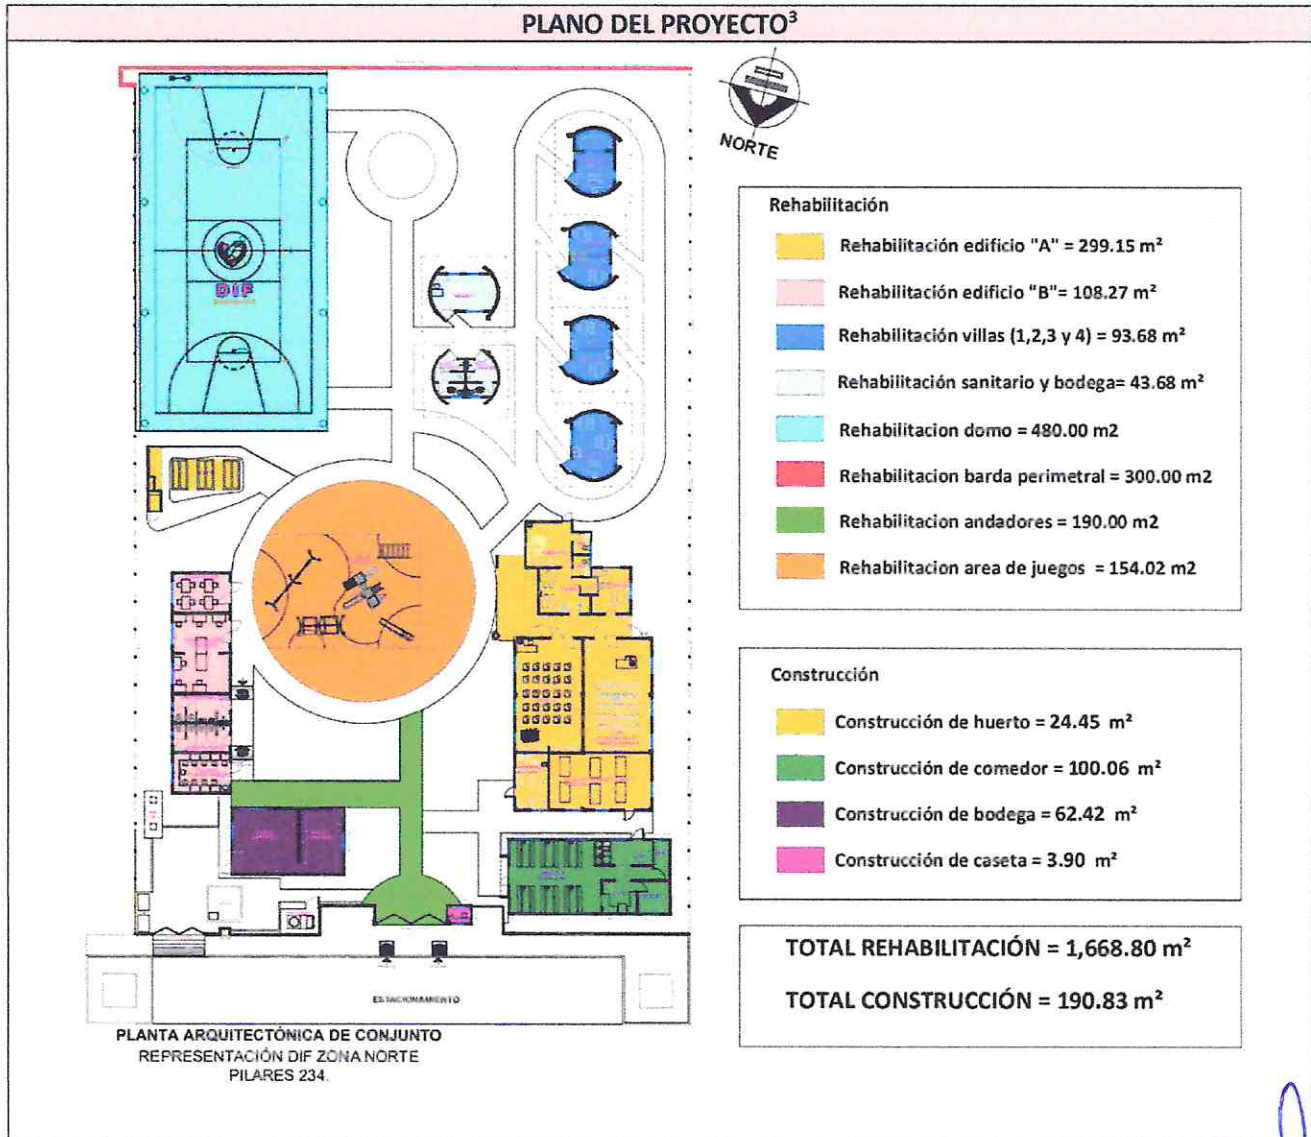 PLANO DEL PROYECTO³
NORTE
DIF
Rehabilitación
Rehabilitación edificio "A" = 299.15 m²
Rehabilitación edificio "B"= 108.27 m²
Rehabilitación villas (1,2,3 y 4) = 93.68 m²
Rehabilitación sanitario y bodega= 43.68 m²
Rehabilitacion domo = 480.00 m2
Rehabilitacion barda perimetral = 300.00 m2
Rehabilitacion andadores = 190.00 m2
Rehabilitacion area de juegos = 154.02 m2
Construcción
Construcción de huerto = 24.45 m²
Construcción de comedor = 100.06 m²
Construcción de bodega = 62.42 m²
Construcción de caseta = 3.90 m²
TOTAL REHABILITACIÓN = 1,668.80 m²
TOTAL CONSTRUCCIÓN = 190.83 m²
ESTACIONAMIENTO
PLANTA ARQUITECTÓNICA DE CONJUNTO
REPRESENTACIÓN DIF ZONA NORTE
PILARES 234.